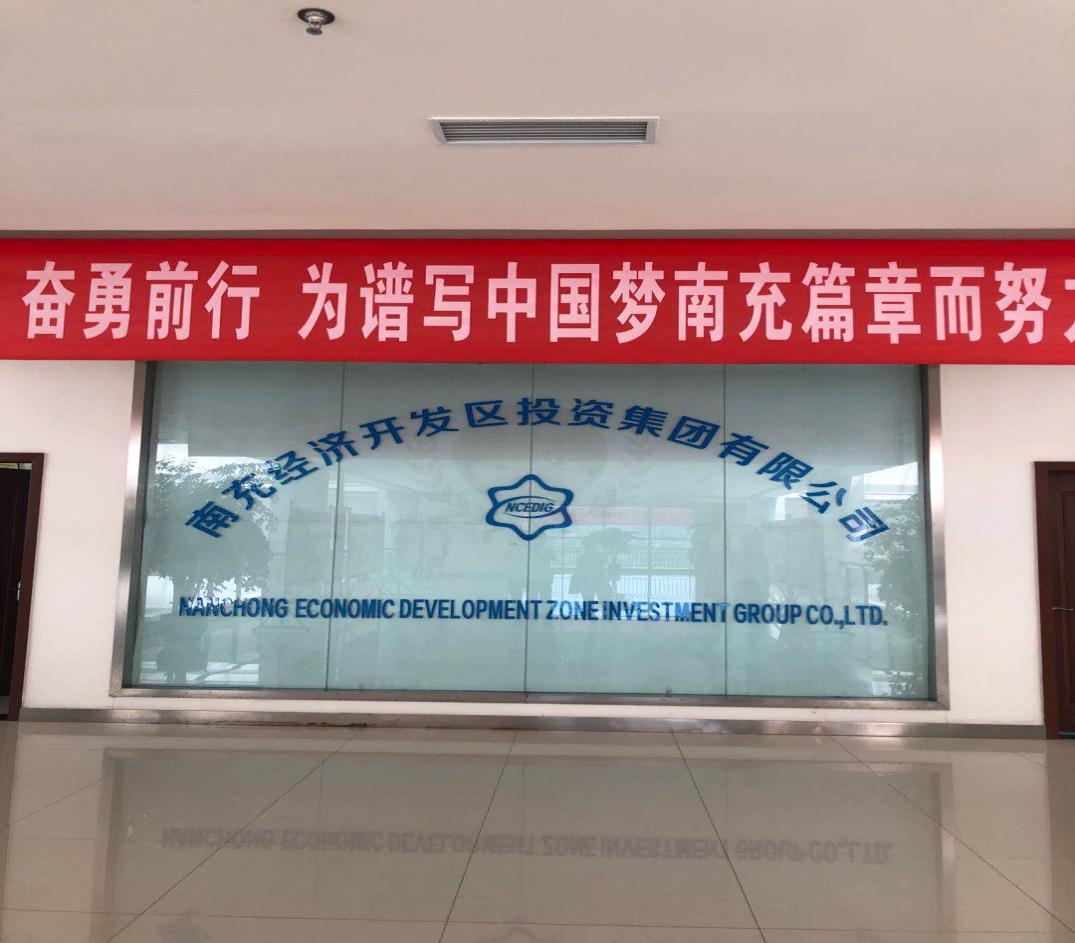 奋勇前行 为谱写中国梦南充篇章而努
南充经济开发区投资集团有限公司
NCEDIG
NANCHONG ECONOMIC DEVELOPMENT ZONE INVESTMENT GROUP CO.,LTD.